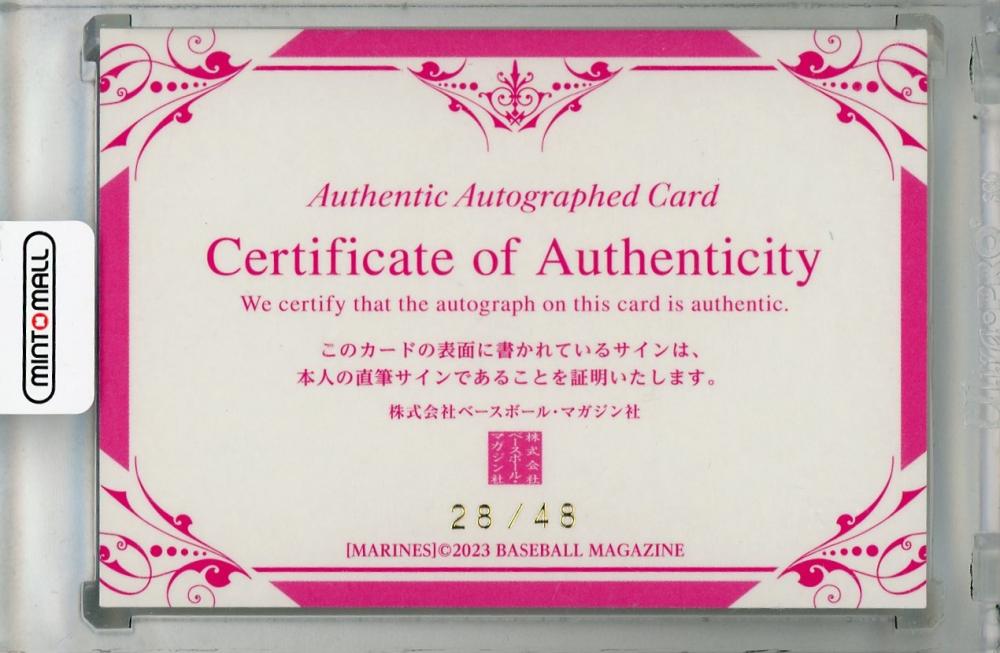 Authentic Autographed Card
Certificate of Authenticity
We certify that the autograph on this card is authentic.
このカードの表面に書かれているサインは、
本人の直筆サインであることを証明いたします。
株式会社ベースボール・マガジン社
株式会社
ベースボール・
マガジン社
28/48
[MARINES]©2023 BASEBALL MAGAZINE
MINTOMALL